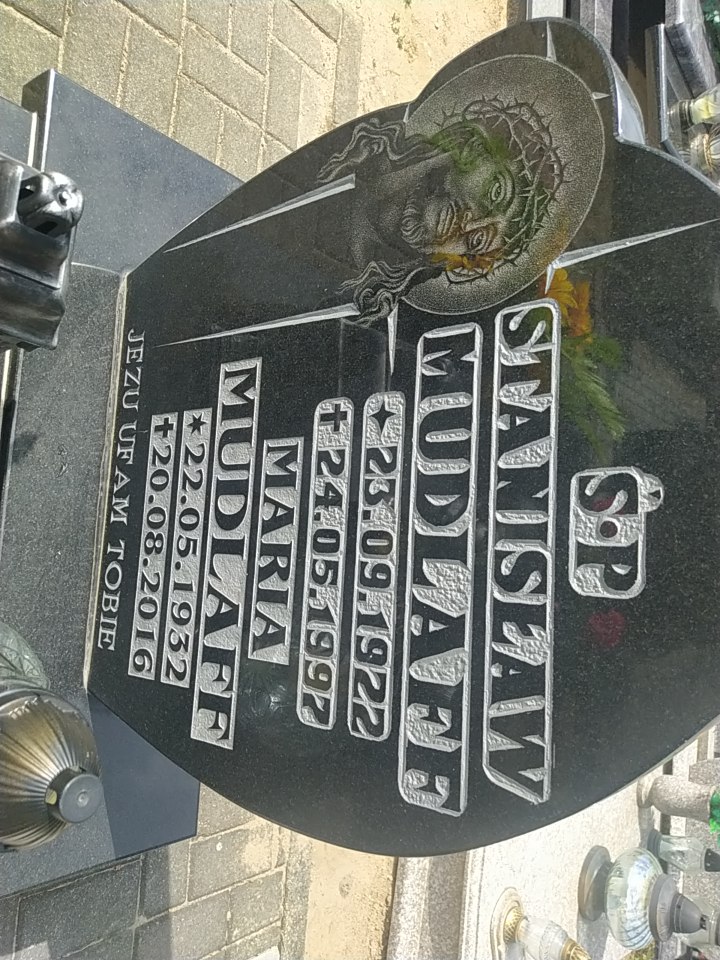 Ś.P
STANISŁAW
MUDLAFF
✦ 23.09.1922
✝ 24.05.1997
MARIA
MUDLAFF
✶ 22.05.1932
✝ 20.08.2016
JEZU UFAM TOBIE